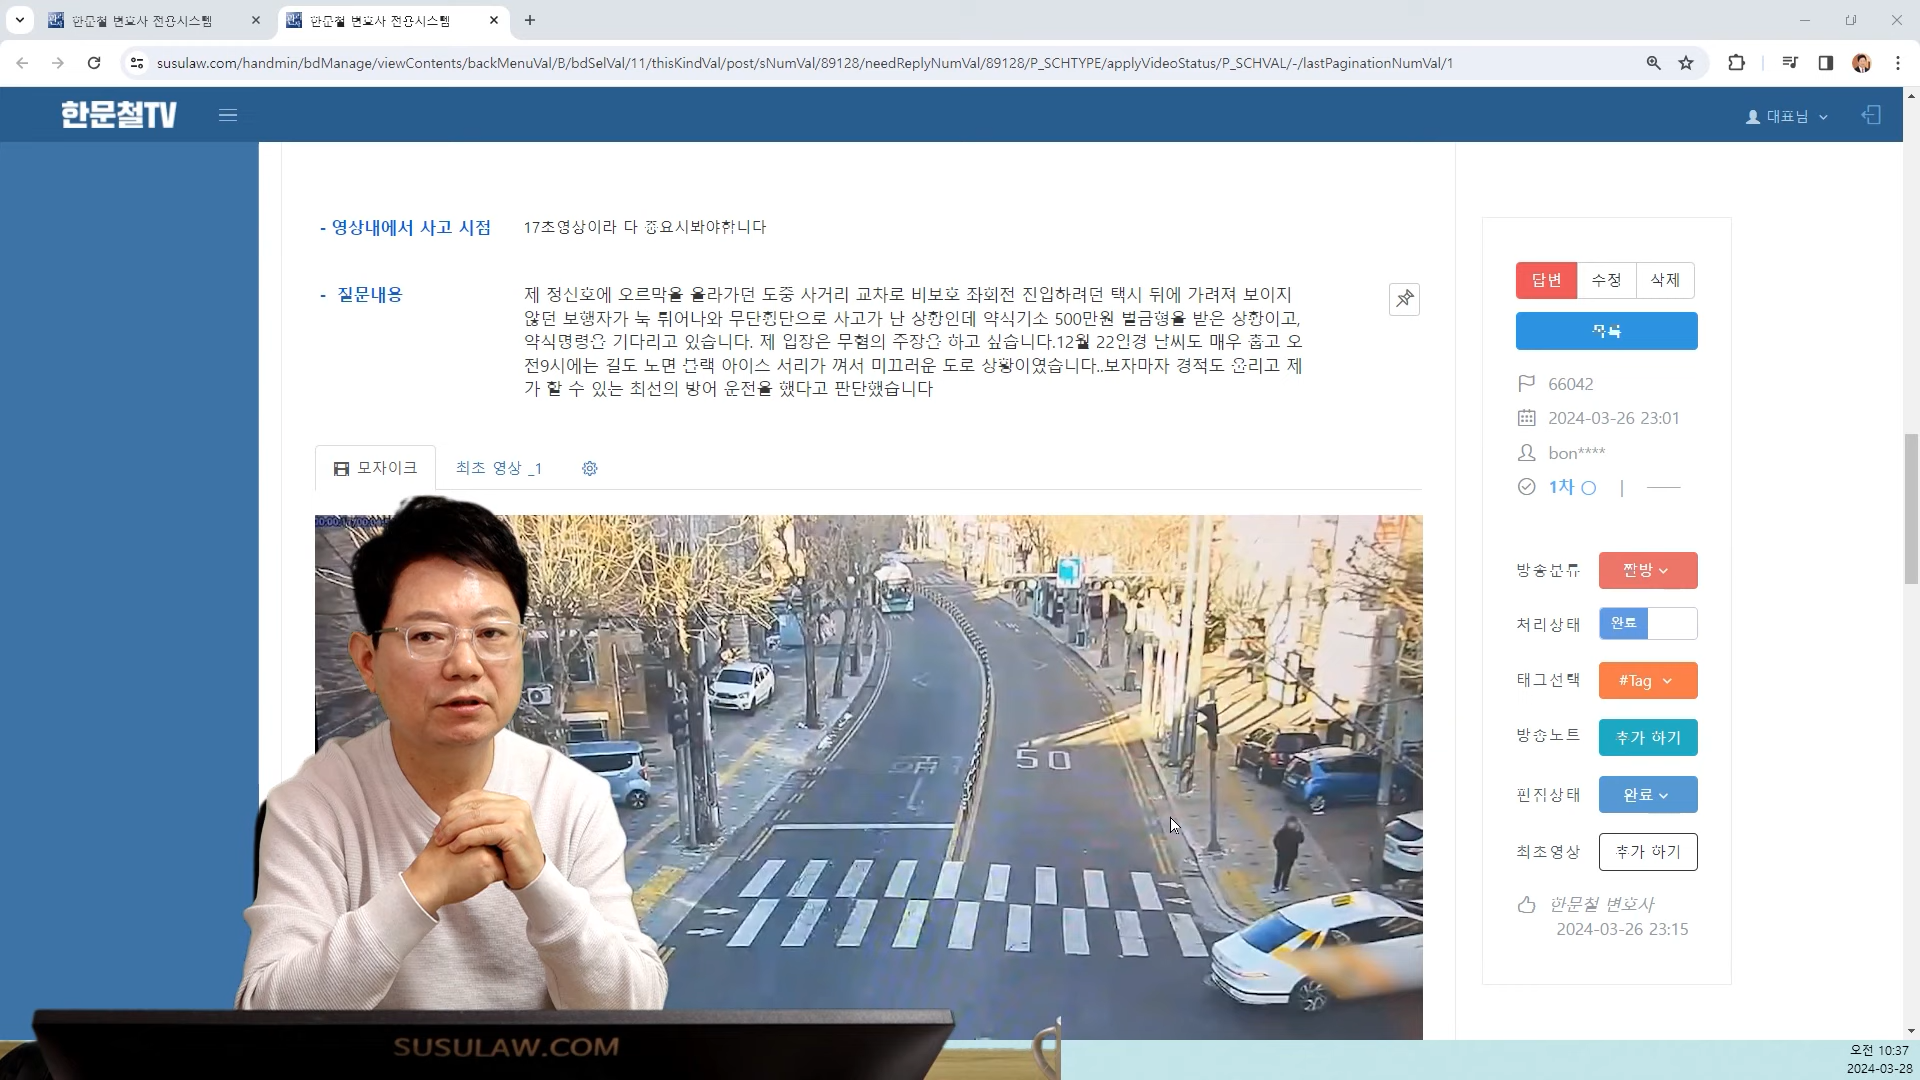 한문철 변호사 전용시스템
한문철 변호사 전용시스템
susulaw.com/handmin/bdManage/viewContents/backMenuVal/B/bdSelVal/11/thisKindVal/post/sNumVal/89128/needReplyNumVal/89128/P_SCHTYPE/applyVideoStatus/P_SCHVAL/-/lastPaginationNumVal/1
한문철TV
대표님
- 영상내에서 사고 시점
17초영상이라 다 중요시봐야합니다
- 질문내용
제 정신호에 오르막을 올라가던 도중 사거리 교차로 비보호 좌회전 진입하려던 택시 뒤에 가려져 보이지
않던 보행자가 툭 튀어나와 무단횡단으로 사고가 난 상황인데 약식기소 500만원 벌금형을 받은 상황이고,
약식명령을 기다리고 있습니다. 제 입장은 무혐의 주장을 하고 싶습니다.12월 22인경 날씨도 매우 춥고 오
전9시에는 길도 노면 블랙 아이스 서리가 껴서 미끄러운 도로 상황이였습니다..보자마자 경적도 울리고 제
가 할 수 있는 최선의 방어 운전을 했다고 판단했습니다
모자이크
최초 영상 _1
50
SUSULAW.COM
답변
수정
삭제
목록
66042
2024-03-26 23:01
bon****
1차
방송분류
짠방
처리상태
완료
태그선택
#Tag
방송노트
추가 하기
편집상태
완료
최초영상
추가 하기
한문철 변호사
2024-03-26 23:15
오전 10:37
2024-03-28